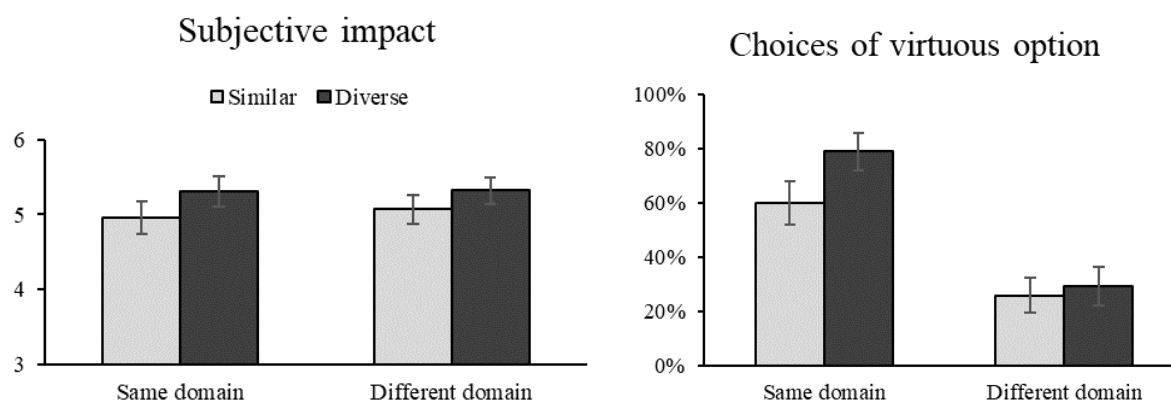 Subjective impact
Similar Diverse
6
5
4
3
Same domain Different domain
Choices of virtuous option
100%
80%
60%
40%
20%
0%
Same domain Different domain